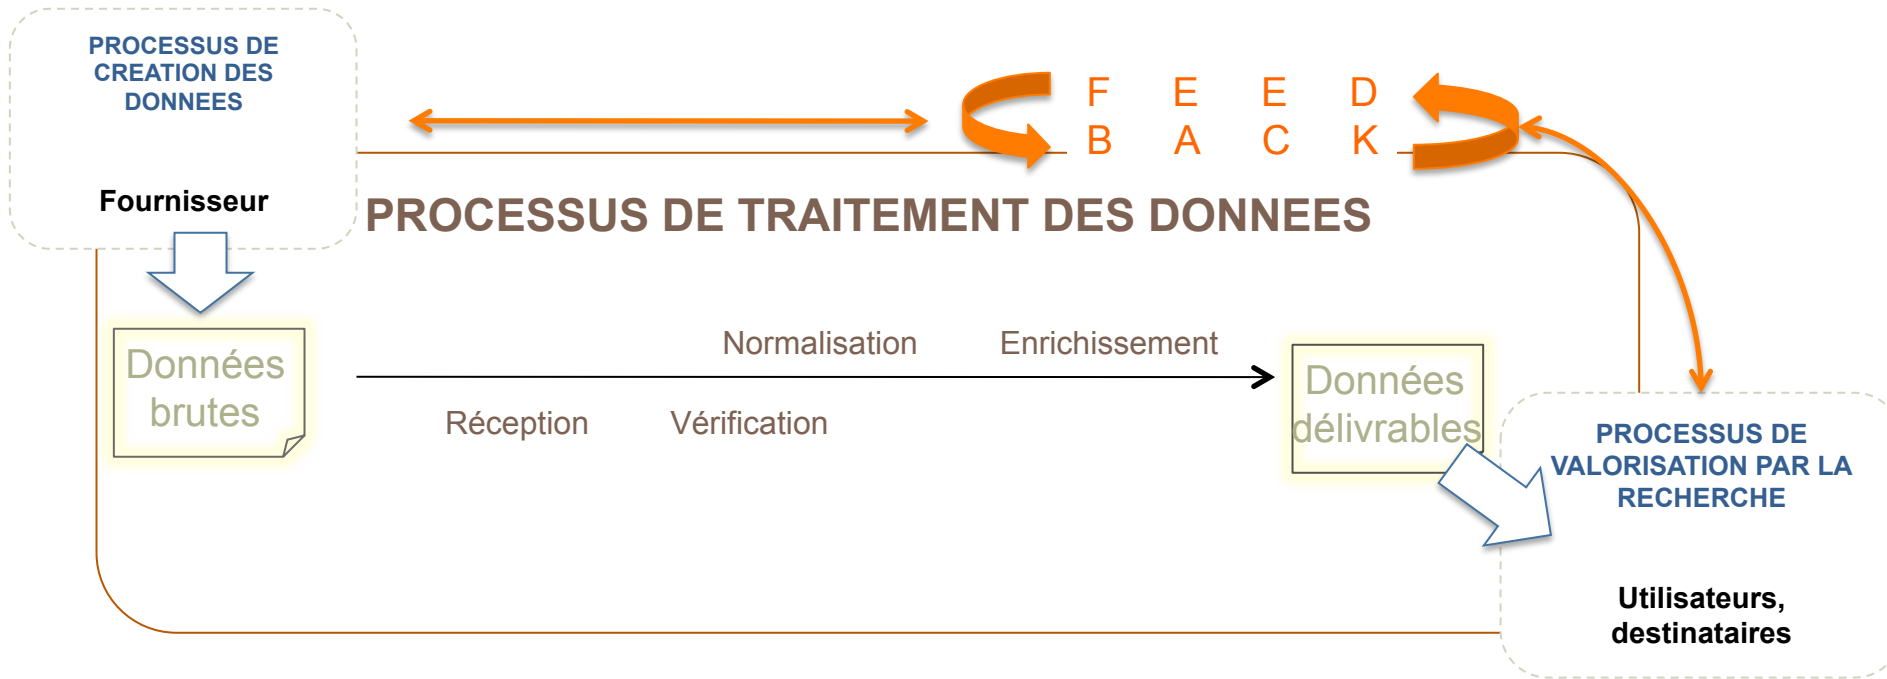 PROCESSUS DE
CREATION DES
DONNEES
Fournisseur
F E E D
B A C K
PROCESSUS DE TRAITEMENT DES DONNEES
Données
brutes
Normalisation Enrichissement
Réception Vérification
Données
délivrables
PROCESSUS DE
VALORISATION PAR LA
RECHERCHE
Utilisateurs,
destinataires